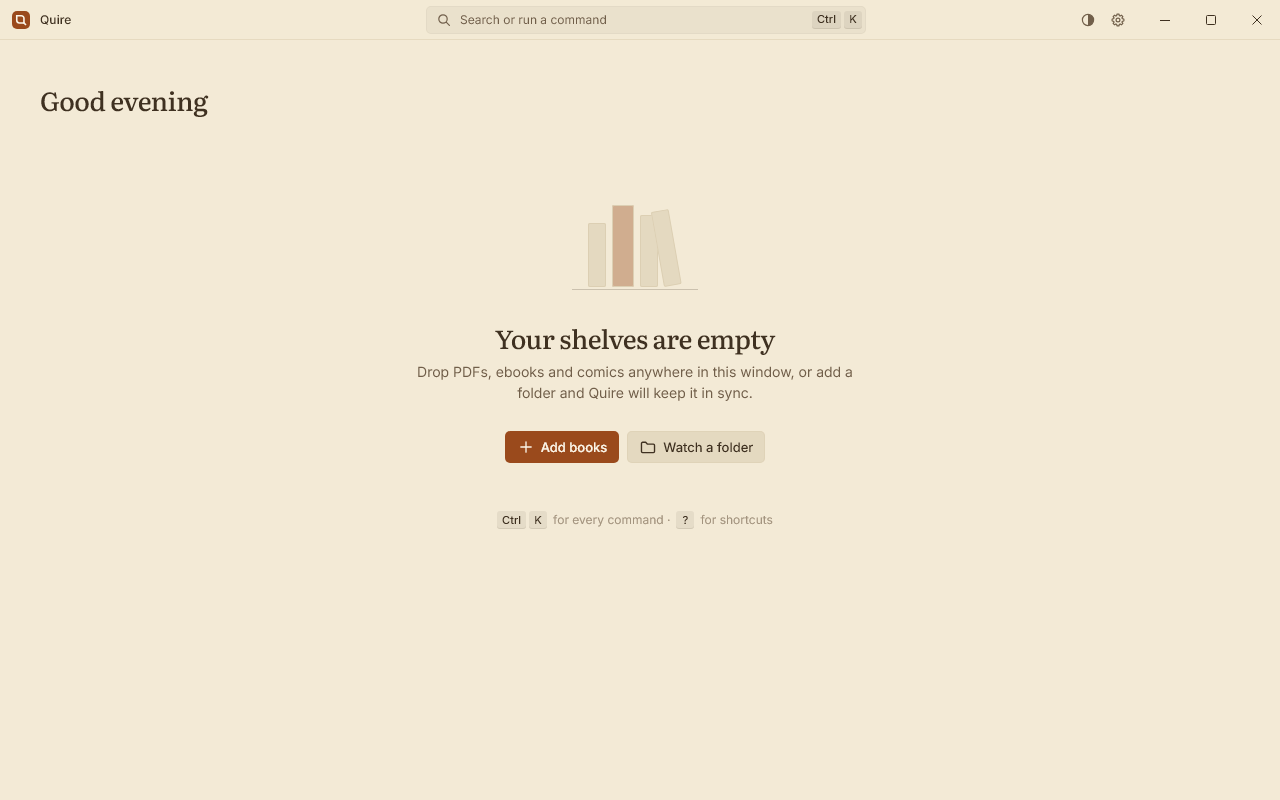 Quire
Search or run a command
Ctrl K
Good evening
Your shelves are empty
Drop PDFs, ebooks and comics anywhere in this window, or add a
folder and Quire will keep it in sync.
Add books
Watch a folder
Ctrl K for every command · ? for shortcuts